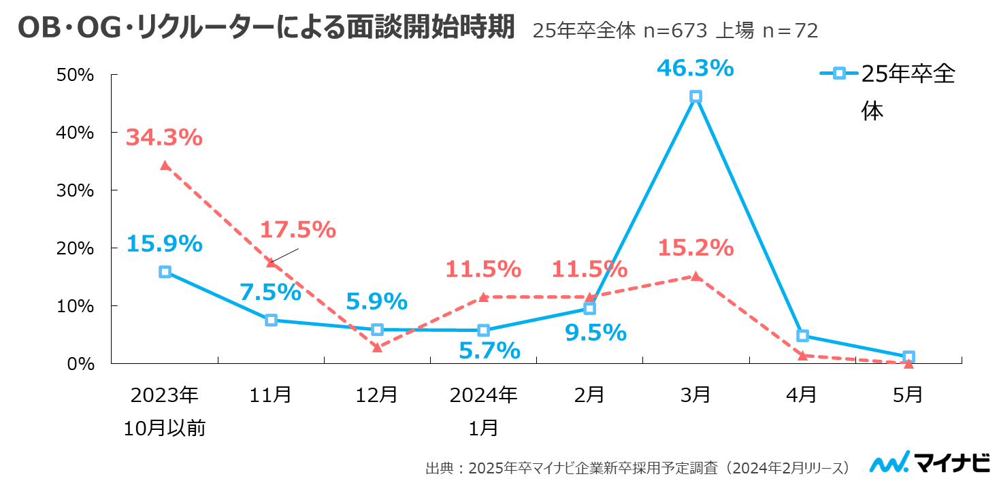 OB・OG・リクルーターによる面談開始時期 25年卒全体 n=673 上場 n=72
50%
40%
30%
20%
10%
0%
34.3%
17.5%
11.5%
11.5%
15.2%
15.9%
7.5%
5.9%
5.7%
9.5%
46.3%
25年卒全
体
2023年 11月 12月 2024年 2月 3月 4月 5月
10月以前 1月
出典：2025年卒マイナビ企業新卒採用予定調査（2024年2月リリース）
マイナビ